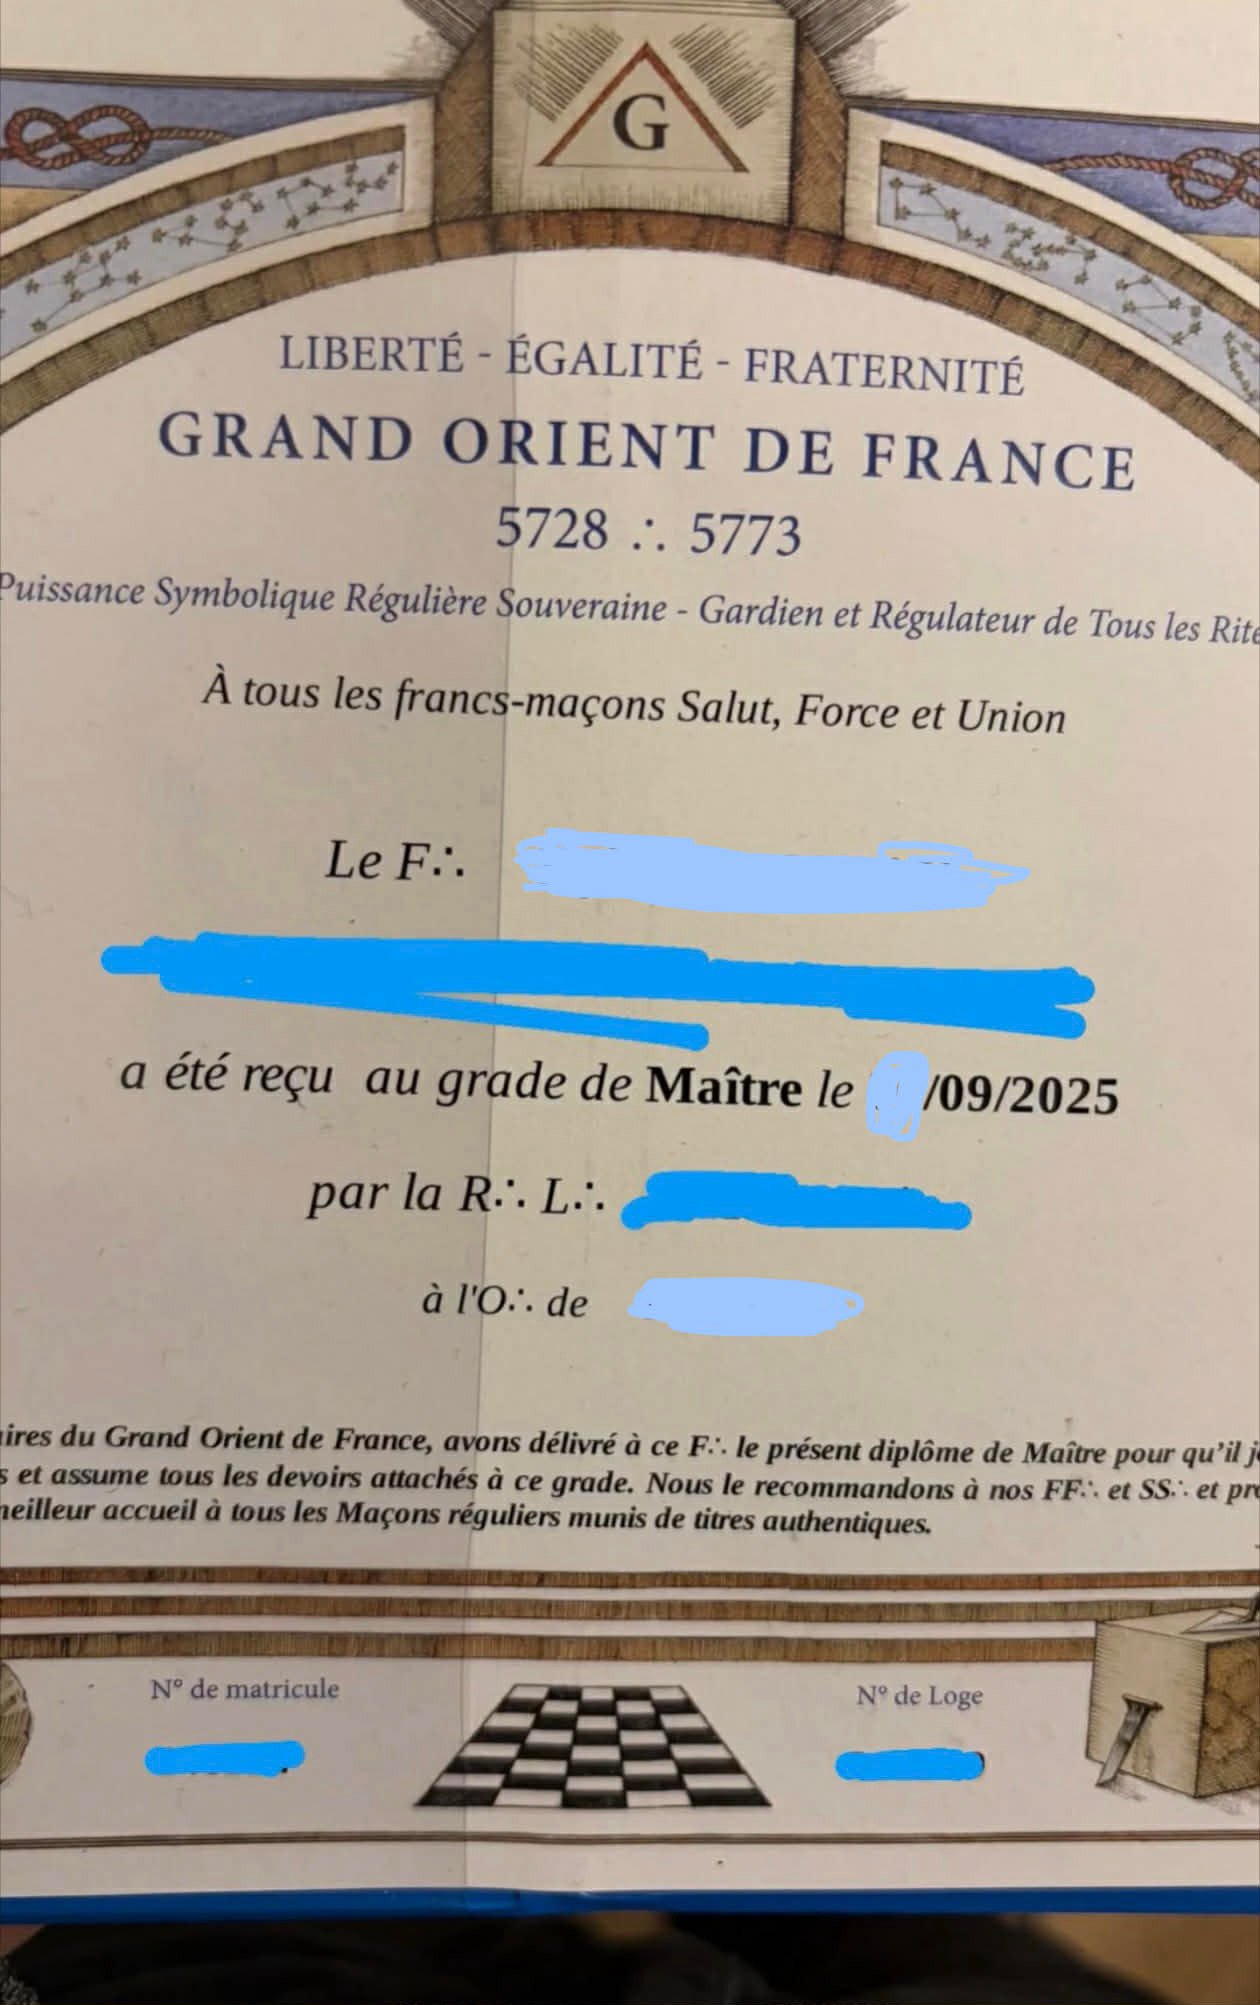 G
LIBERTÉ - ÉGALITÉ - FRATERNITÉ
GRAND ORIENT DE FRANCE
5728 ∴ 5773
Puissance Symbolique Régulière Souveraine - Gardien et Régulateur de Tous les Rite
À tous les francs-maçons Salut, Force et Union
Le F∴
a été reçu au grade de Maître le /09/2025
par la R∴ L∴
à l'O∴ de
ires du Grand Orient de France, avons délivré à ce F∴ le présent diplôme de Maître pour qu'il j
s et assume tous les devoirs attachés à ce grade. Nous le recommandons à nos FF∴ et SS∴ et pr
meilleur accueil à tous les Maçons réguliers munis de titres authentiques.
N° de matricule
N° de Loge